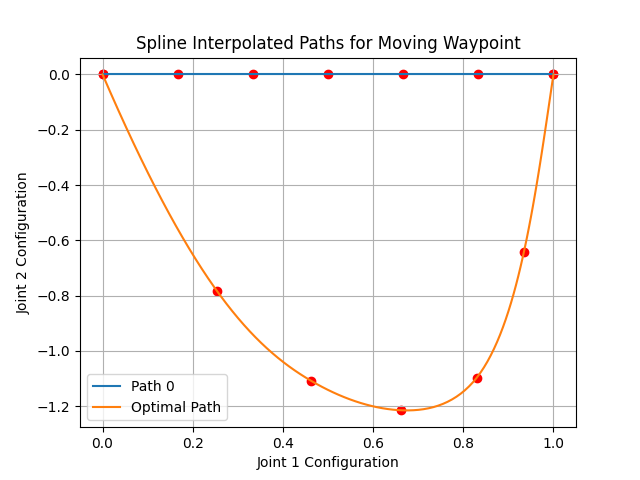 Spline Interpolated Paths for Moving Waypoint
0.0
−0.2
−0.4
−0.6
−0.8
−1.0
−1.2
Joint 2 Configuration
Path 0
Optimal Path
0.0 0.2 0.4 0.6 0.8 1.0
Joint 1 Configuration